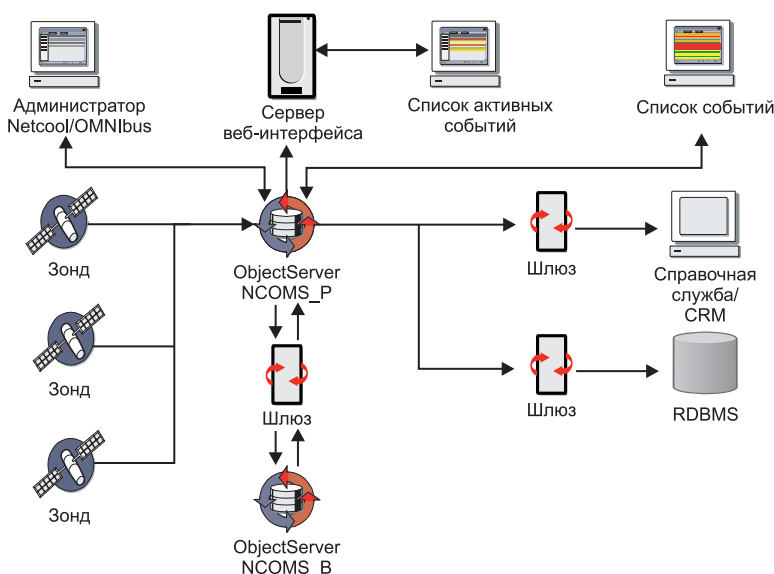 Администратор
Netcool/OMNIbus
Сервер
веб-интерфейса
Список активных
событий
Список событий
Зонд
ObjectServer
NCOMS_P
Шлюз
Справочная
служба/
CRM
Зонд
Шлюз
Шлюз
RDBMS
Зонд
ObjectServer
NCOMS_B